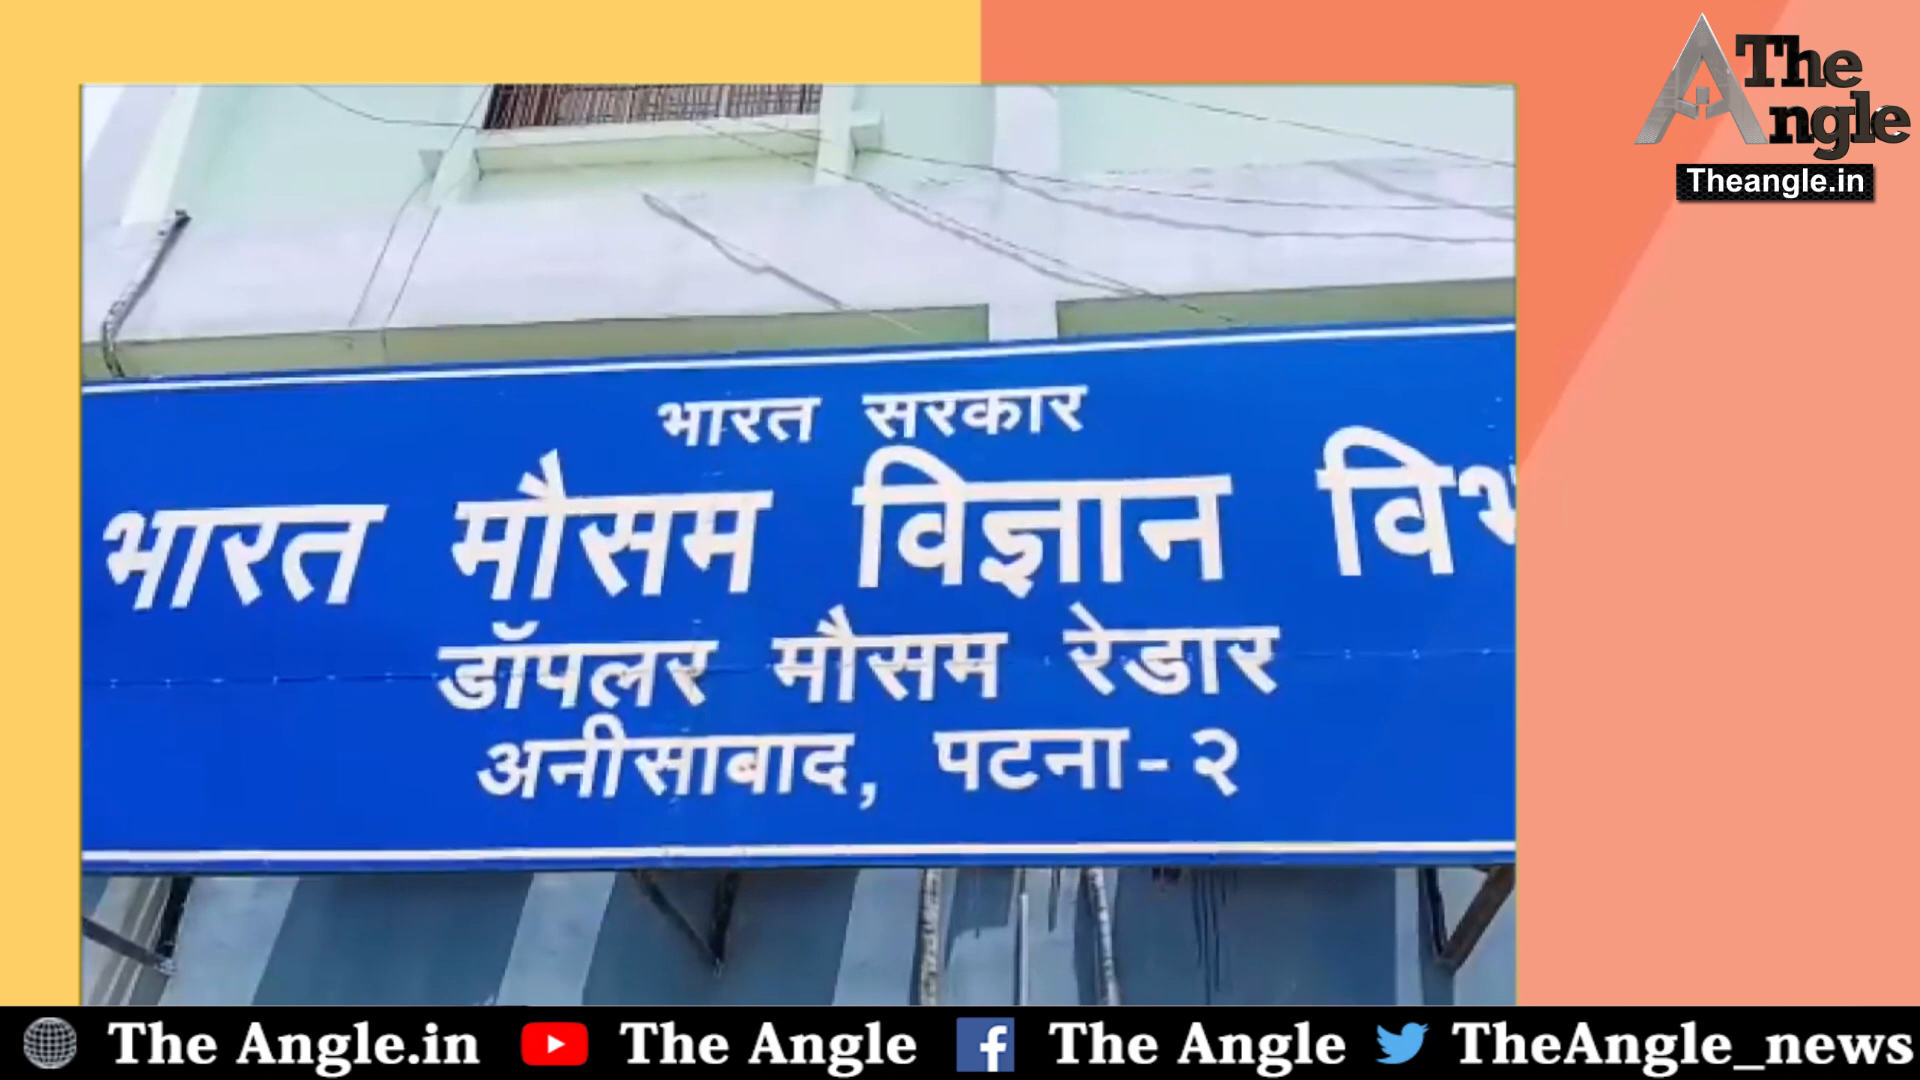 The
Angle
Theangle.in
भारत सरकार
भारत मौसम विज्ञान
डॉपलर मौसम रेडार
अनीसाबाद, पटना-२
The Angle.in The Angle The Angle TheAngle_news